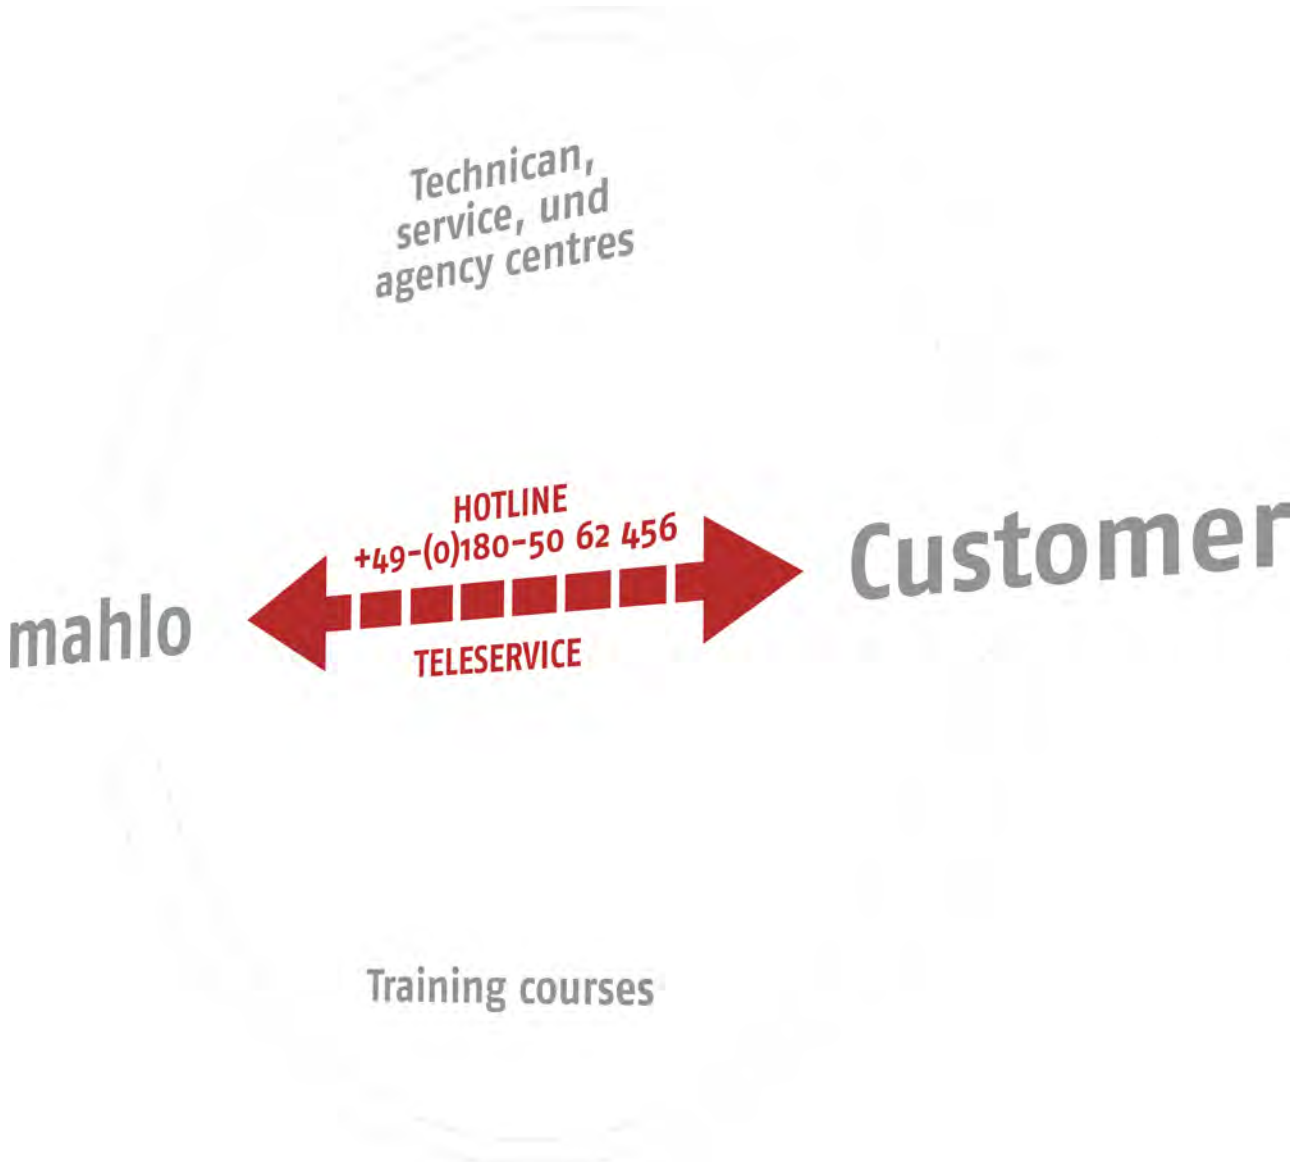 Technican,
service, und
agency centres
HOTLINE
+49-(0)180-50 62 456
mahlo
Customer
TELESERVICE
Training courses